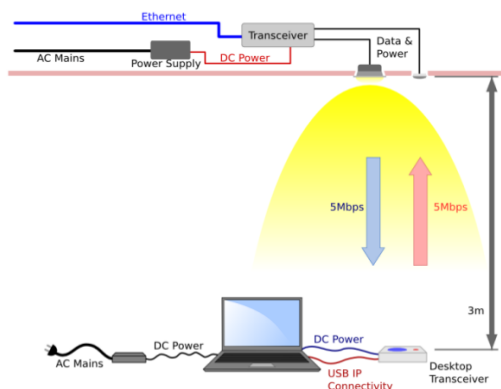 Ethernet
Transceiver
Data &
Power
AC Mains
Power Supply
DC Power
5Mbps
5Mbps
3m
DC Power
DC Power
AC Mains
USB IP
Connectivity
Desktop
Transceiver